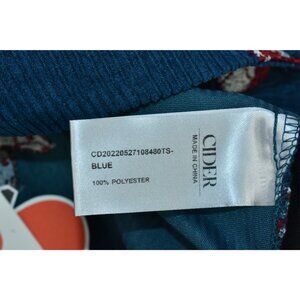 CD20220527108480TS-
BLUE
100% POLYESTER
CIDER
MADE IN CHINA